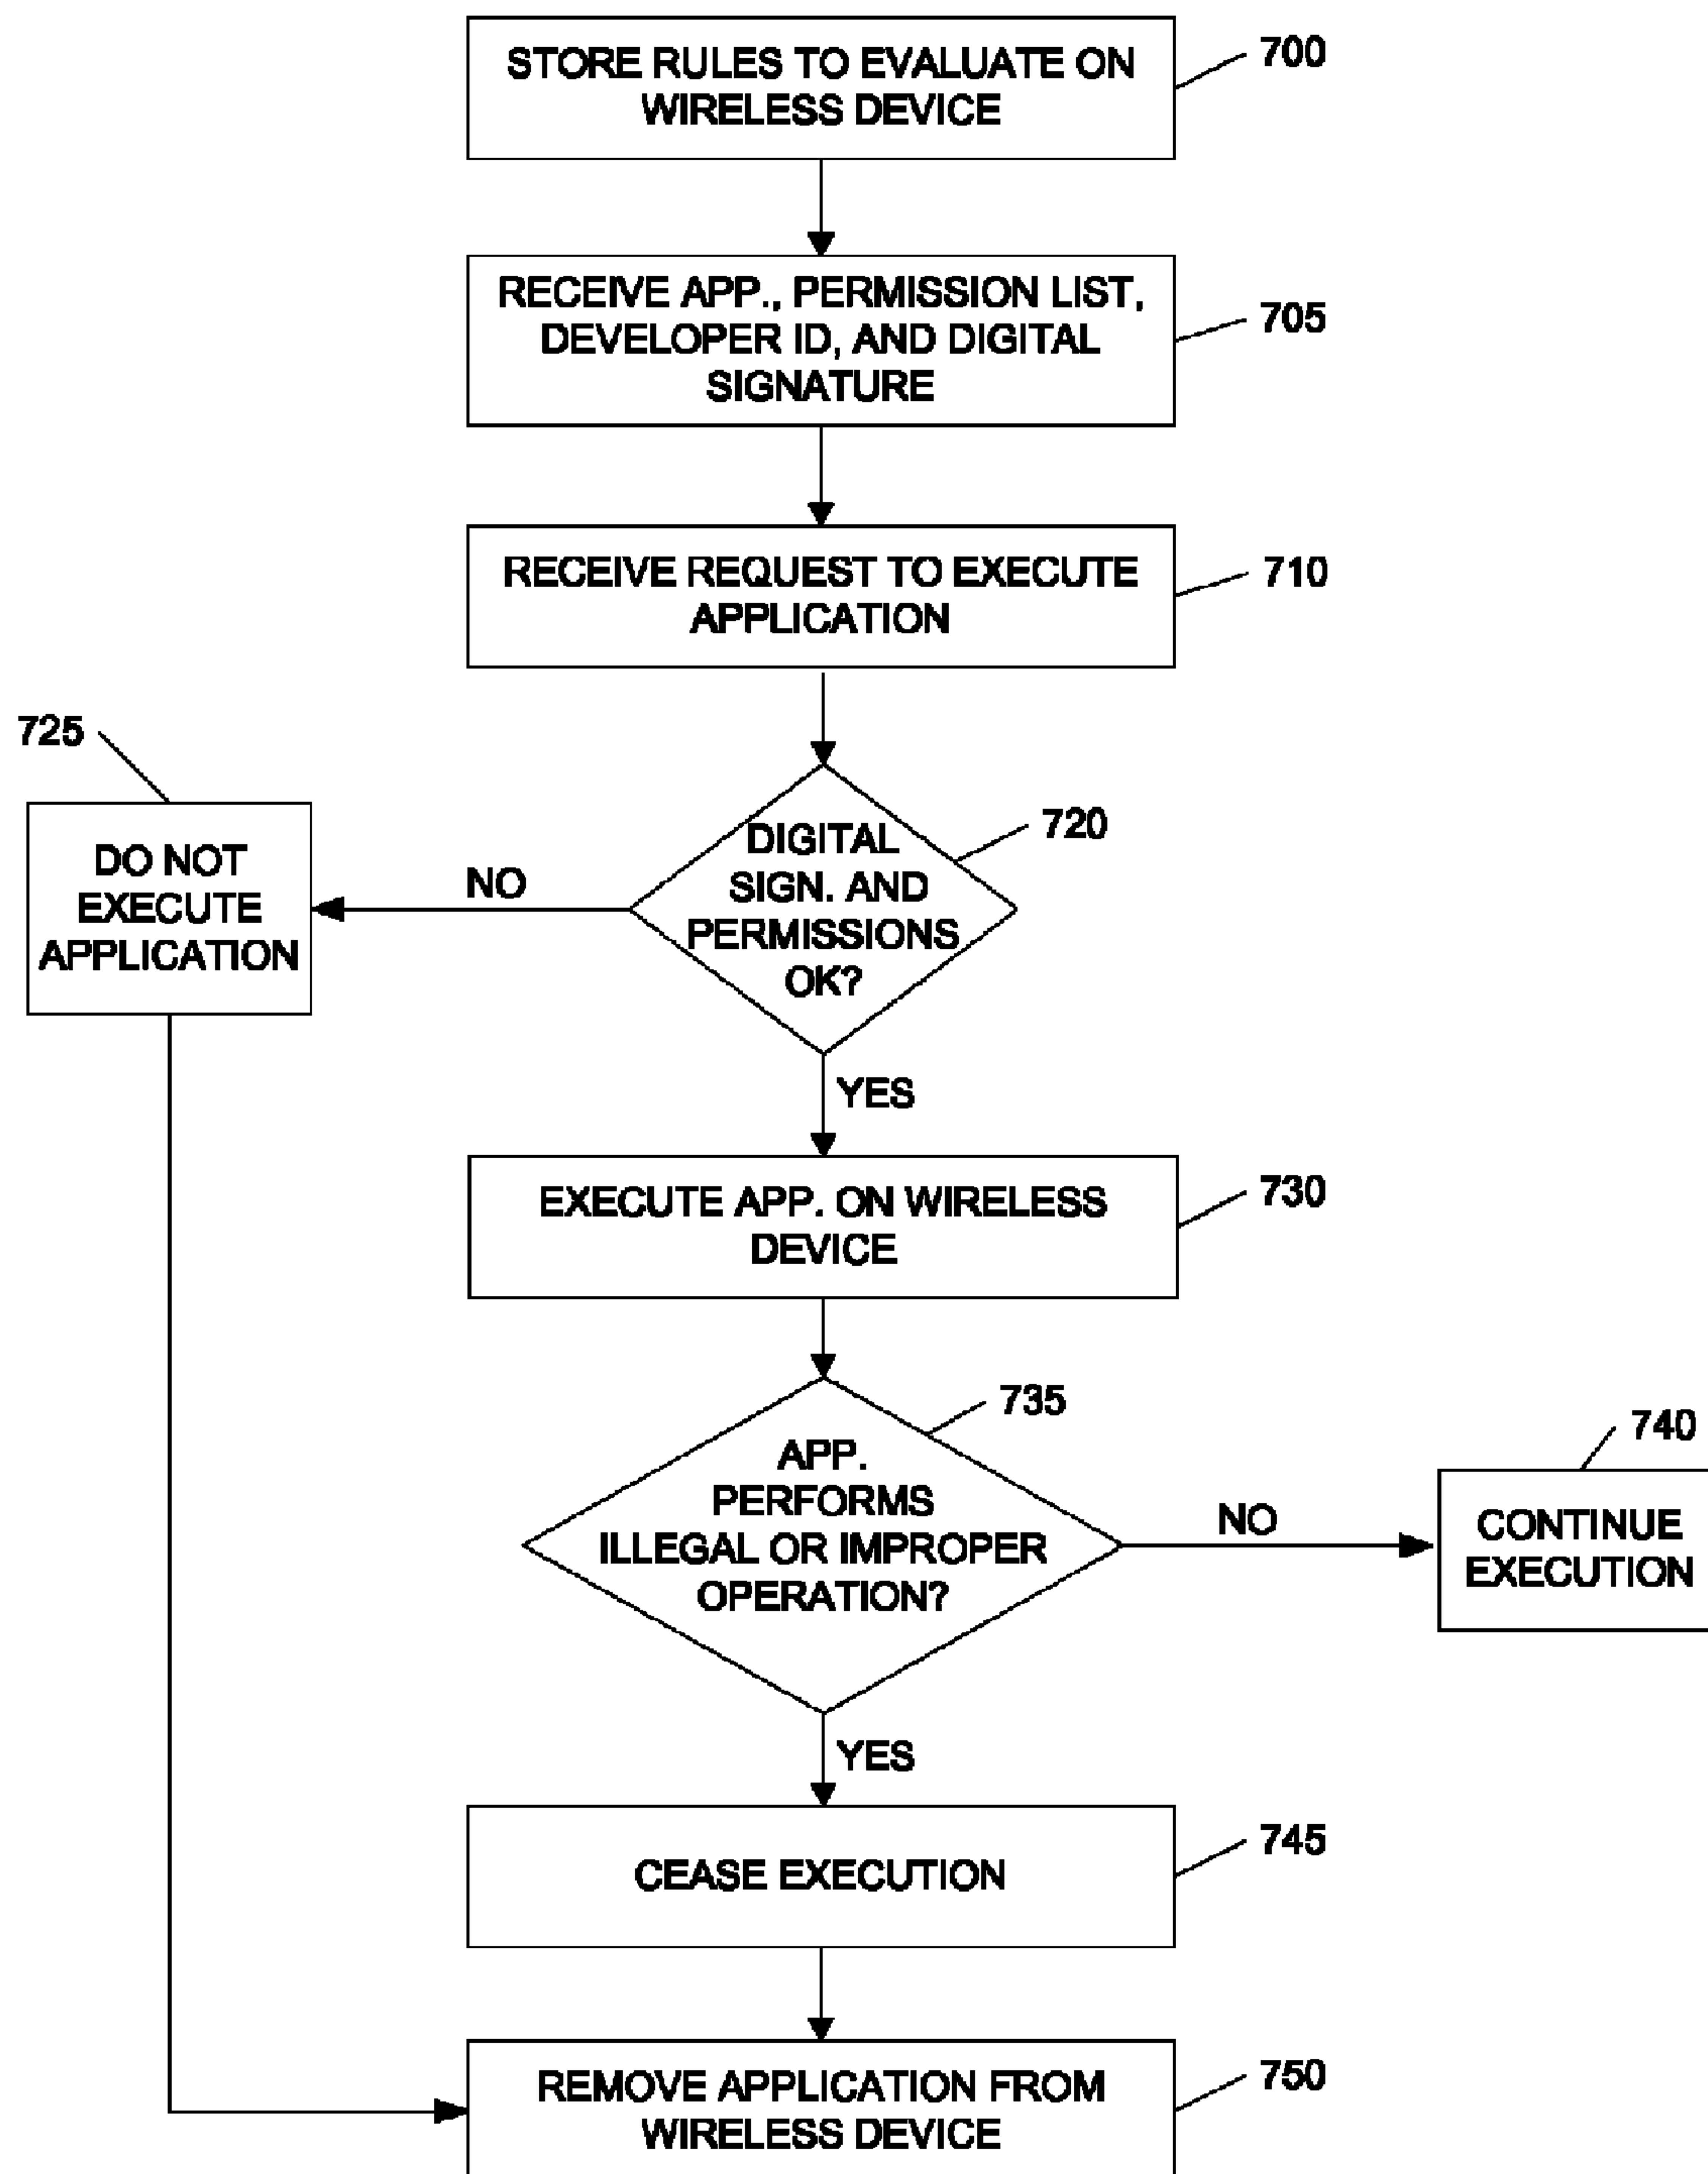 STORE RULES TO EVALUATE ON
WIRELESS DEVICE
700
RECEIVE APP., PERMISSION LIST,
DEVELOPER ID, AND DIGITAL
SIGNATURE
705
RECEIVE REQUEST TO EXECUTE
APPLICATION
710
725
DO NOT
EXECUTE
APPLICATION
NO
DIGITAL
SIGN. AND
PERMISSIONS
OK?
720
YES
EXECUTE APP. ON WIRELESS
DEVICE
730
APP.
PERFORMS
ILLEGAL OR IMPROPER
OPERATION?
735
NO
740
CONTINUE
EXECUTION
YES
CEASE EXECUTION
745
REMOVE APPLICATION FROM
WIRELESS DEVICE
750